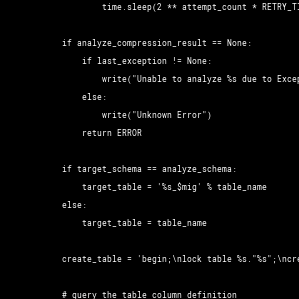 time.sleep(2 ** attempt_count * RETRY_TI
if analyze_compression_result == None:
if last_exception != None:
write("Unable to analyze %s due to Excep
else:
write("Unknown Error")
return ERROR
if target_schema == analyze_schema:
target_table = '%s_$mig' % table_name
else:
target_table = table_name
create_table = 'begin;\nlock table %s."%s";\ncre
# query the table column definition